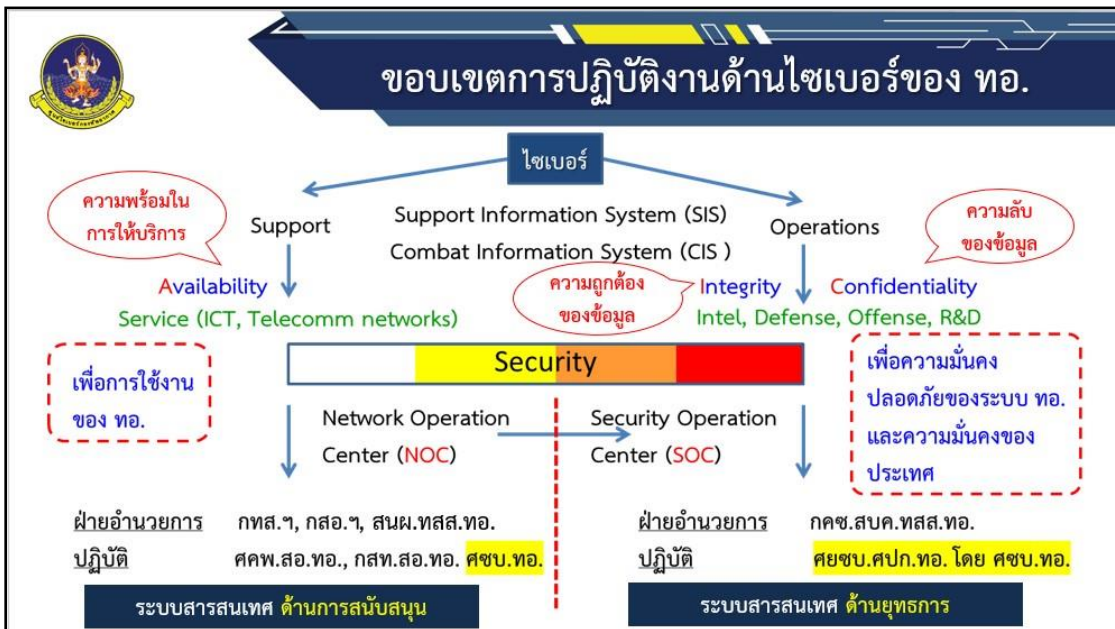 ขอบเขตการปฏิบัติงานด้านไซเบอร์ของ ทอ.
ไซเบอร์
ความพร้อมใน
การให้บริการ
Support
Support Information System (SIS)
Combat Information System (CIS )
Operations
ความลับ
ของข้อมูล
Availability
ความถูกต้อง
ของข้อมูล
Integrity
Confidentiality
Service (ICT, Telecomm networks)
Intel, Defense, Offense, R&D
Security
เพื่อการใช้งาน
ของ ทอ.
เพื่อความมั่นคง
ปลอดภัยของระบบ ทอ.
และความมั่นคงของ
ประเทศ
Network Operation
Center (NOC)
Security Operation
Center (SOC)
ฝ่ายอำนวยการ กทส.ฯ, กสอ.ฯ, สนผ.ทสส.ทอ.
ปฏิบัติ ศคพ.สอ.ทอ., กสท.สอ.ทอ. ศซบ.ทอ.
ระบบสารสนเทศ ด้านการสนับสนุน
ฝ่ายอำนวยการ กคซ.สบค.ทสส.ทอ.
ปฏิบัติ ศยซบ.ศปก.ทอ. โดย ศซบ.ทอ.
ระบบสารสนเทศ ด้านยุทธการ